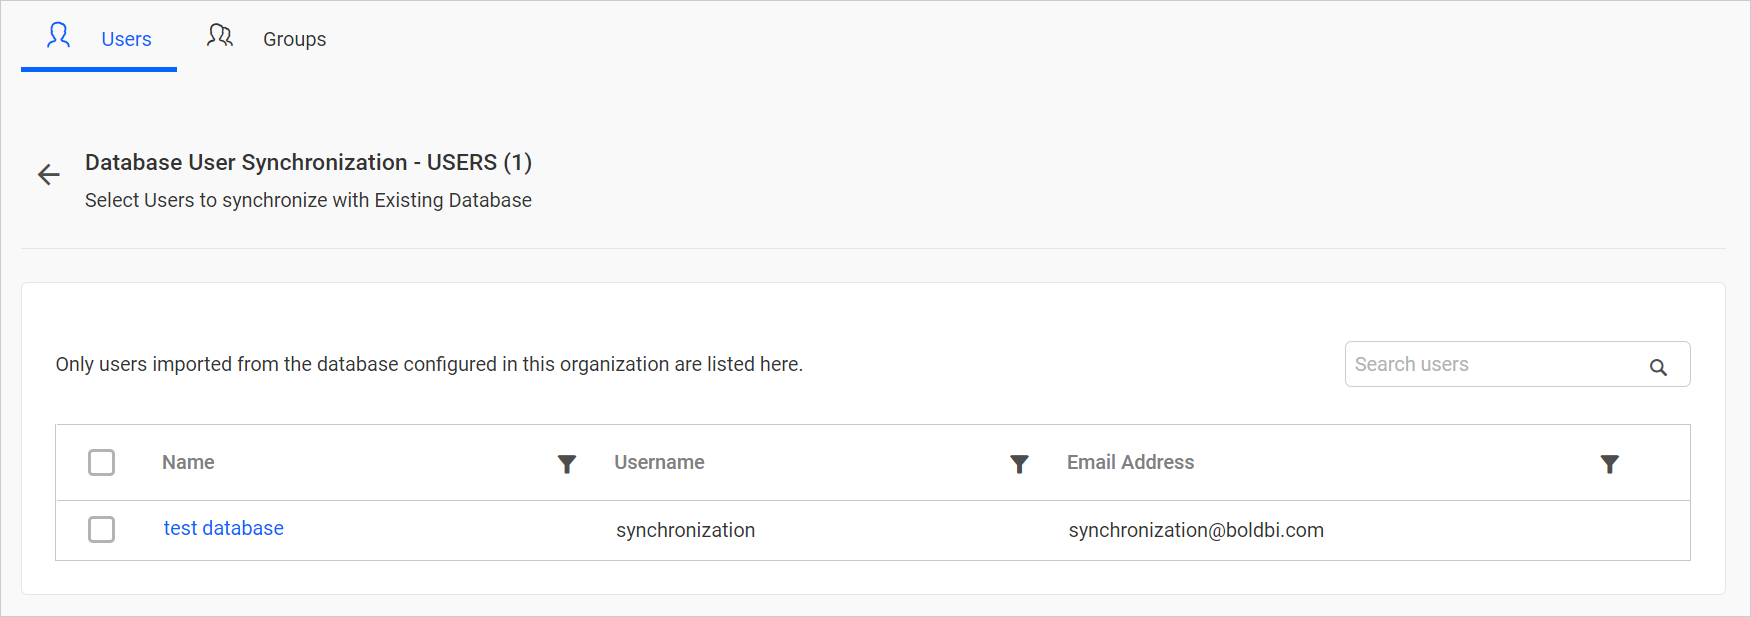 Users Groups
Database User Synchronization - USERS (1)
Select Users to synchronize with Existing Database
Only users imported from the database configured in this organization are listed here.
Search users
Name Username Email Address
test database synchronization synchronization@boldbi.com